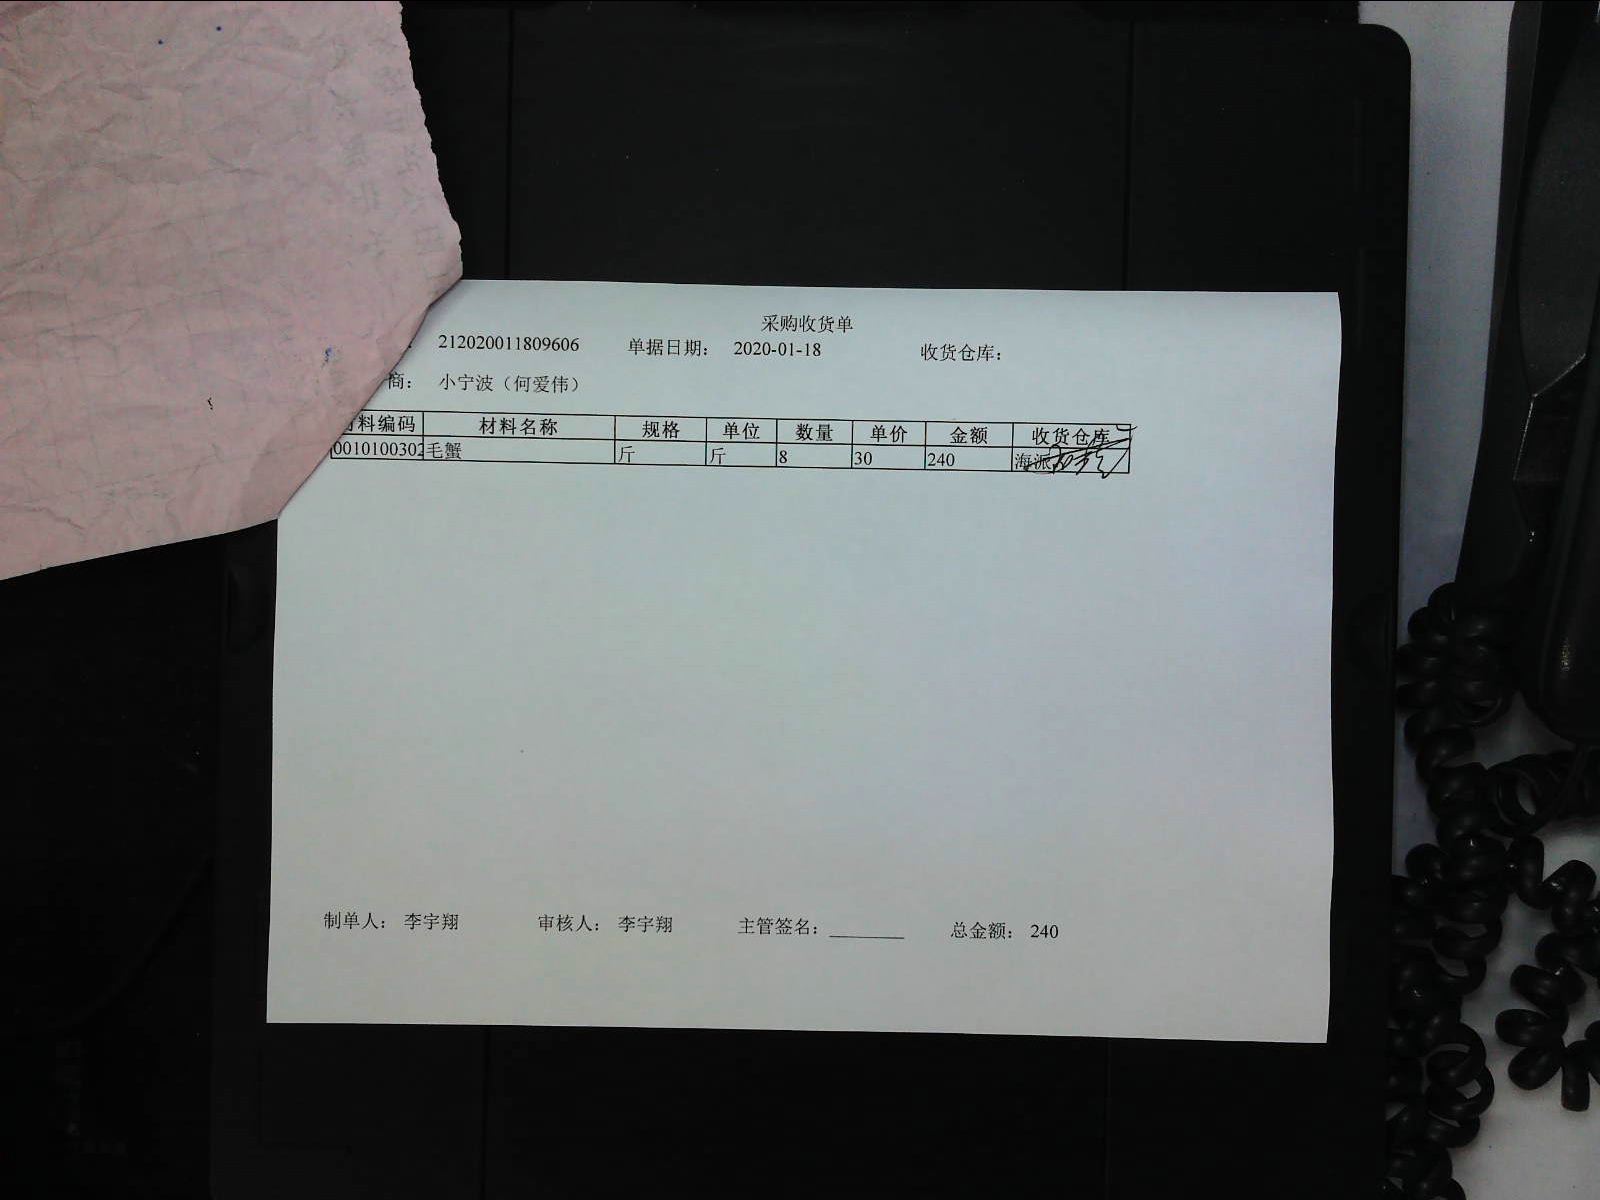 采购收货单
212020011809606 单据日期： 2020-01-18 收货仓库：
商： 小宁波（何爱伟）
料编码 材料名称 规格 单位 数量 单价 金额 收货仓库
0010100302 毛蟹 斤 斤 8 30 240 海派
制单人： 李宇翔 审核人： 李宇翔 主管签名： 总金额： 240